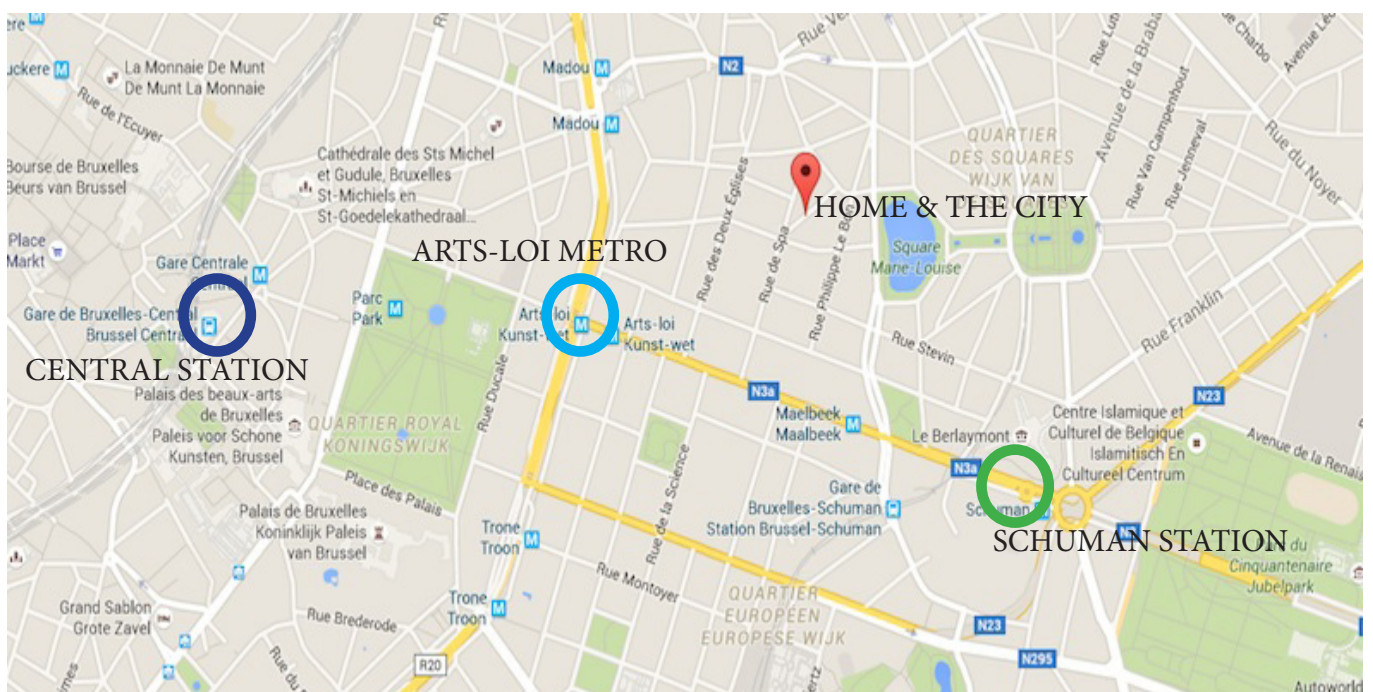 ere
uckere
La Monnaie De Munt
De Munt La Monnaie
Rue de l'Ecuyer
Bourse de Bruxelles
Beurs van Brussel
Place
Markt
Cathédrale des Sts Michel
et Gudule, Bruxelles
St-Michiels en
St-Goedelekathedraal...
Madou
Madou
N2
Rue des Deux Églises
Rue de Spa
Rue Philippe Le Bon
HOME & THE CITY
QUARTIER
DES SQUARES
WIJK VAN
Square
Marie-Louise
Avenue de la Braba
Rue Van Campenhout
Rue Jenneval
Rue du Noyer
Charbo
ARTS-LOI METRO
Gare Centrale
Gare de Bruxelles-Central
Brussel Central
CENTRAL STATION
Parc
Park
Arts-loi
Kunst-wet
Arts-loi
Kunst-wet
Rue Ducale
Rue Stevin
Rue Franklin
Palais des beaux-arts
de Bruxelles
Paleis voor Schone
Kunsten, Brussel
QUARTIER ROYAL
KONINGSWIJK
Place des Palais
N3a
Maelbeek
Maalbeek
Le Berlaymont
N23
Centre Islamique et
Culturel de Belgique
Islamitisch En
Cultureel Centrum
Avenue de la Renais
N3a
Gare de
Bruxelles-Schuman
Station Brussel-Schuman
Schuman
SCHUMAN STATION
du
Cinquantenaire
Jubelpark
Palais de Bruxelles
Koninklijk Paleis
van Brussel
Trone
Troon
Rue de la Science
Rue Montoyer
Trone
Troon
Grand Sablon
Grote Zavel
Rue Brederode
Rue du
R20
QUARTIER
EUROPÉEN
EUROPESE WIJK
N23
N295
Autoworld